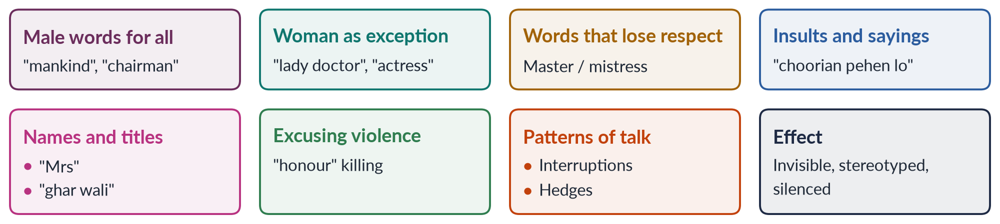 Male words for all
"mankind", "chairman"
Woman as exception
"lady doctor", "actress"
Words that lose respect
Master / mistress
Insults and sayings
"choorian pehen lo"
Names and titles
• "Mrs"
• "ghar wali"
Excusing violence
"honour" killing
Patterns of talk
• Interruptions
• Hedges
Effect
Invisible, stereotyped,
silenced